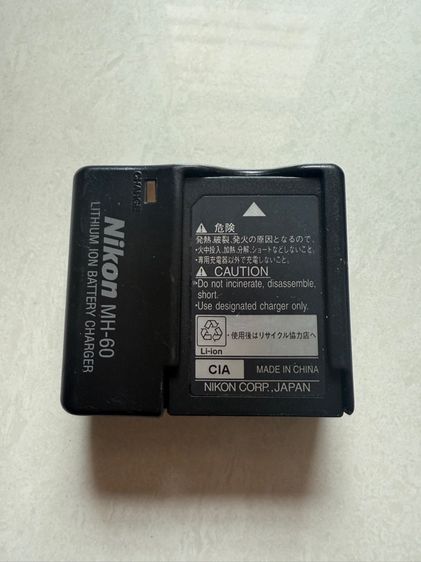 CHARGE
Nikon MH-60
LITHIUM ION BATTERY CHARGER
危険
発熱,破裂,発火の原因となるので,
・火中投入,加熱,分解,ショートなどしないこと。
・専用充電器以外で充電しないこと。
CAUTION
・Do not incinerate, disassemble,
short.
・Use designated charger only.
・使用後はリサイクル協力店へ
Li-ion
CIA MADE IN CHINA
NIKON CORP.,JAPAN